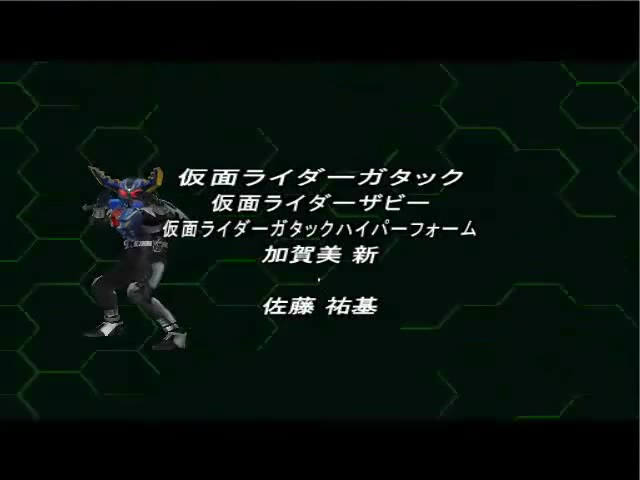 仮面ライダーガタック
仮面ライダーザビー
仮面ライダーガタックハイパーフォーム
加賀美 新
佐藤 祐基